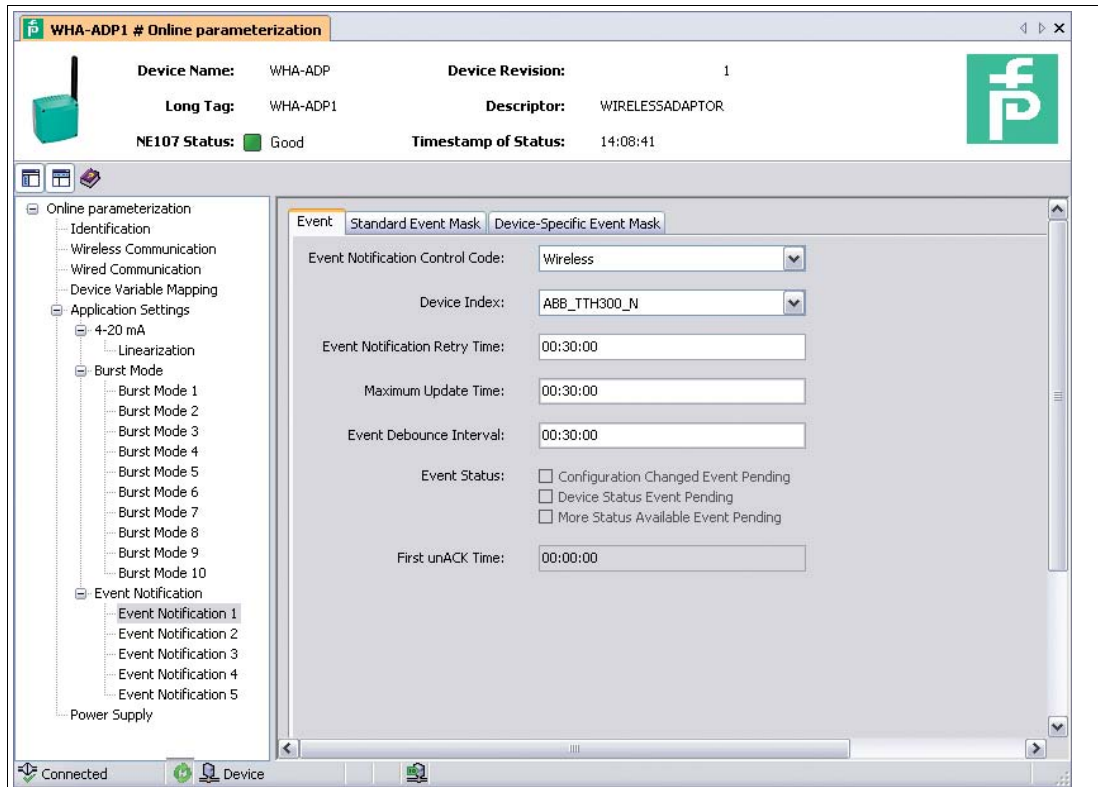 WHA-ADP1 # Online parameterization
Device Name: WHA-ADP Device Revision: 1
Long Tag: WHA-ADP1 Descriptor: WIRELESSADAPTOR
NE107 Status: Good Timestamp of Status: 14:08:41
Online parameterization
Identification
Wireless Communication
Wired Communication
Device Variable Mapping
Application Settings
4-20 mA
Linearization
Burst Mode
Burst Mode 1
Burst Mode 2
Burst Mode 3
Burst Mode 4
Burst Mode 5
Burst Mode 6
Burst Mode 7
Burst Mode 8
Burst Mode 9
Burst Mode 10
Event Notification
Event Notification 1
Event Notification 2
Event Notification 3
Event Notification 4
Event Notification 5
Power Supply
Event Standard Event Mask Device-Specific Event Mask
Event Notification Control Code: Wireless
Device Index: ABB_TTH300_N
Event Notification Retry Time: 00:30:00
Maximum Update Time: 00:30:00
Event Debounce Interval: 00:30:00
Event Status: Configuration Changed Event Pending
Device Status Event Pending
More Status Available Event Pending
First unACK Time: 00:00:00
Connected Device